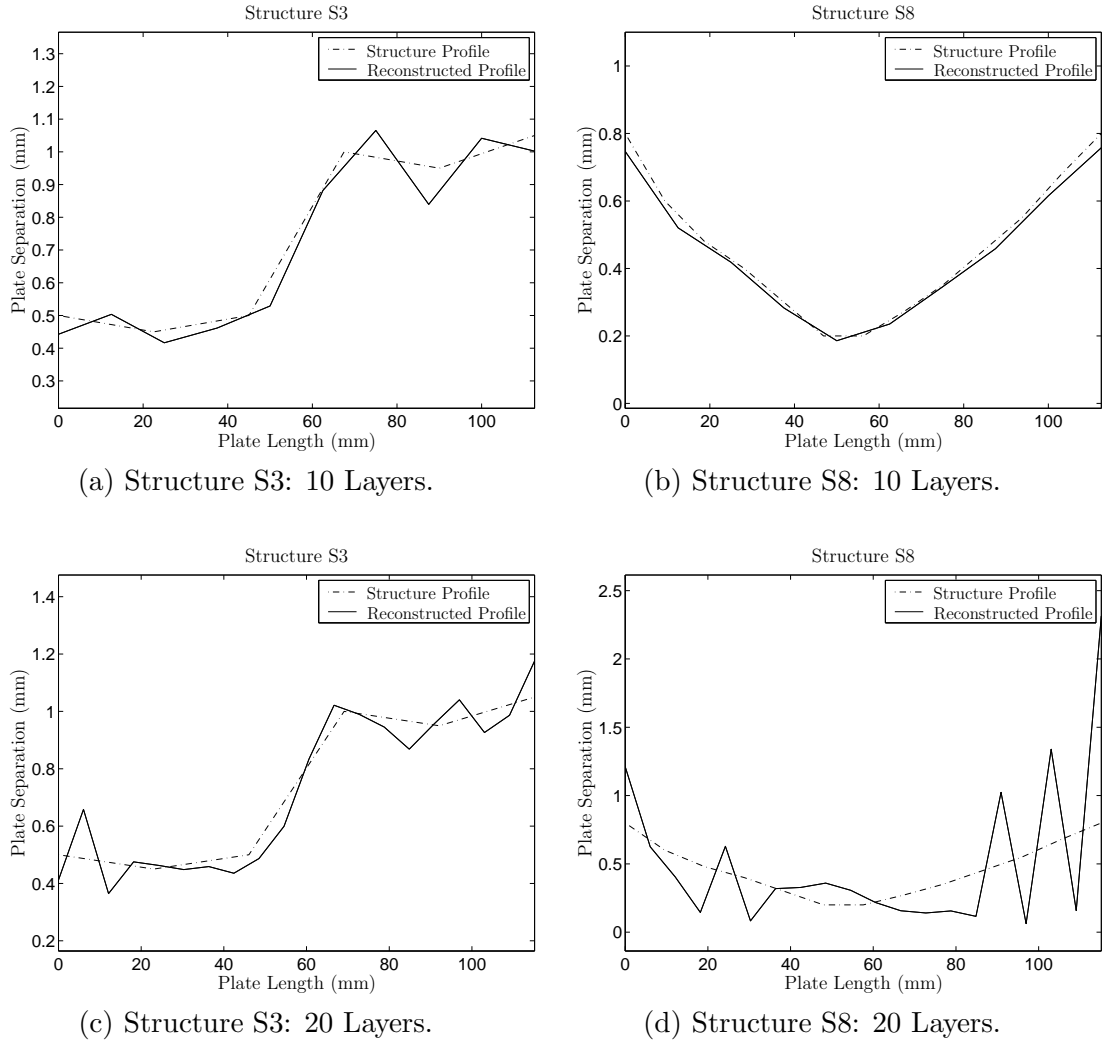 Structure S3
1.3
1.2
1.1
1
0.9
0.8
0.7
0.6
0.5
0.4
0.3
Plate Separation (mm)
Structure Profile
Reconstructed Profile
0 20 40 60 80 100
Plate Length (mm)
(a) Structure S3: 10 Layers.
Structure S8
1
0.8
0.6
0.4
0.2
0
Plate Separation (mm)
Structure Profile
Reconstructed Profile
0 20 40 60 80 100
Plate Length (mm)
(b) Structure S8: 10 Layers.
Structure S3
1.4
1.2
1
0.8
0.6
0.4
0.2
Plate Separation (mm)
Structure Profile
Reconstructed Profile
0 20 40 60 80 100
Plate Length (mm)
(c) Structure S3: 20 Layers.
Structure S8
2.5
2
1.5
1
0.5
0
Plate Separation (mm)
Structure Profile
Reconstructed Profile
0 20 40 60 80 100
Plate Length (mm)
(d) Structure S8: 20 Layers.